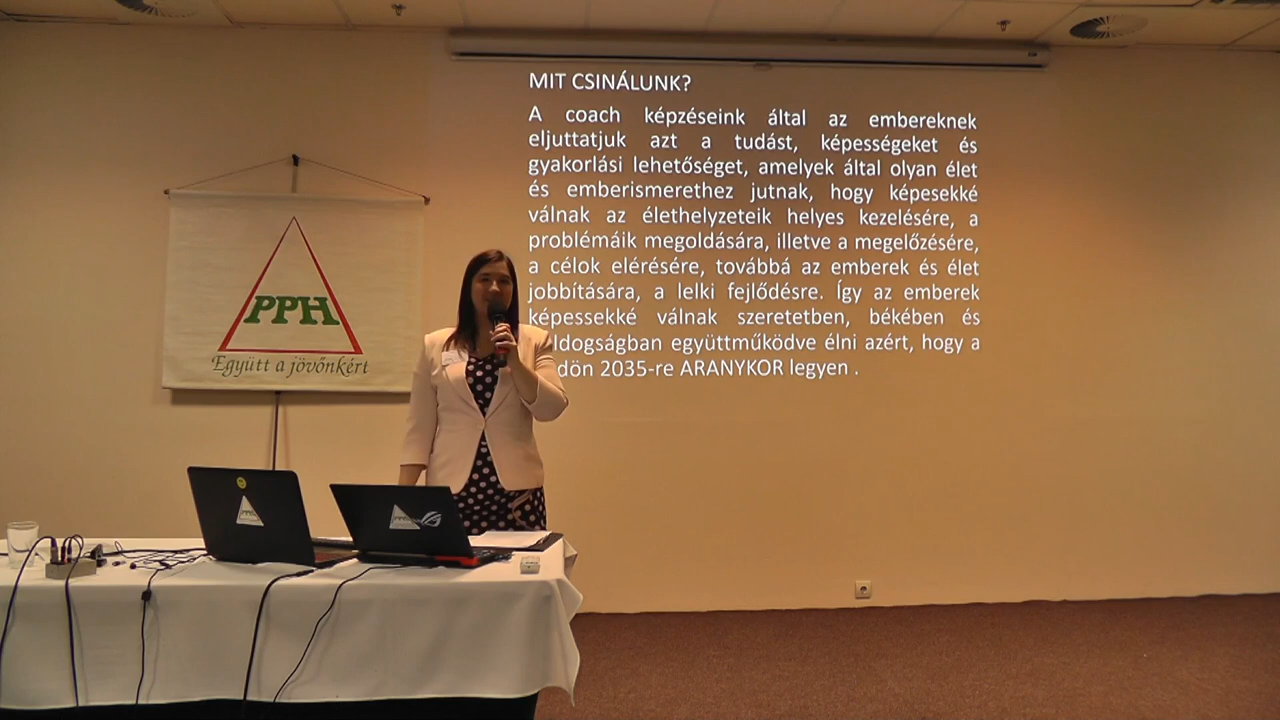 MIT CSINÁLUNK?
A coach képzéseink által az embereknek
eljuttatjuk azt a tudást, képességeket és
gyakorlási lehetőséget, amelyek által olyan élet
és emberismerethez jutnak, hogy képesekké
válnak az élethelyzeteik helyes kezelésére, a
problémáik megoldására, illetve a megelőzésére,
a célok elérésére, továbbá az emberek és élet
jobbítására, a lelki fejlődésre. Így az emberek
képessekké válnak szeretetben, békében és
ldogságban együttműködve élni azért, hogy a
dön 2035-re ARANYKOR legyen .
PPH
Együtt a jövőnkért